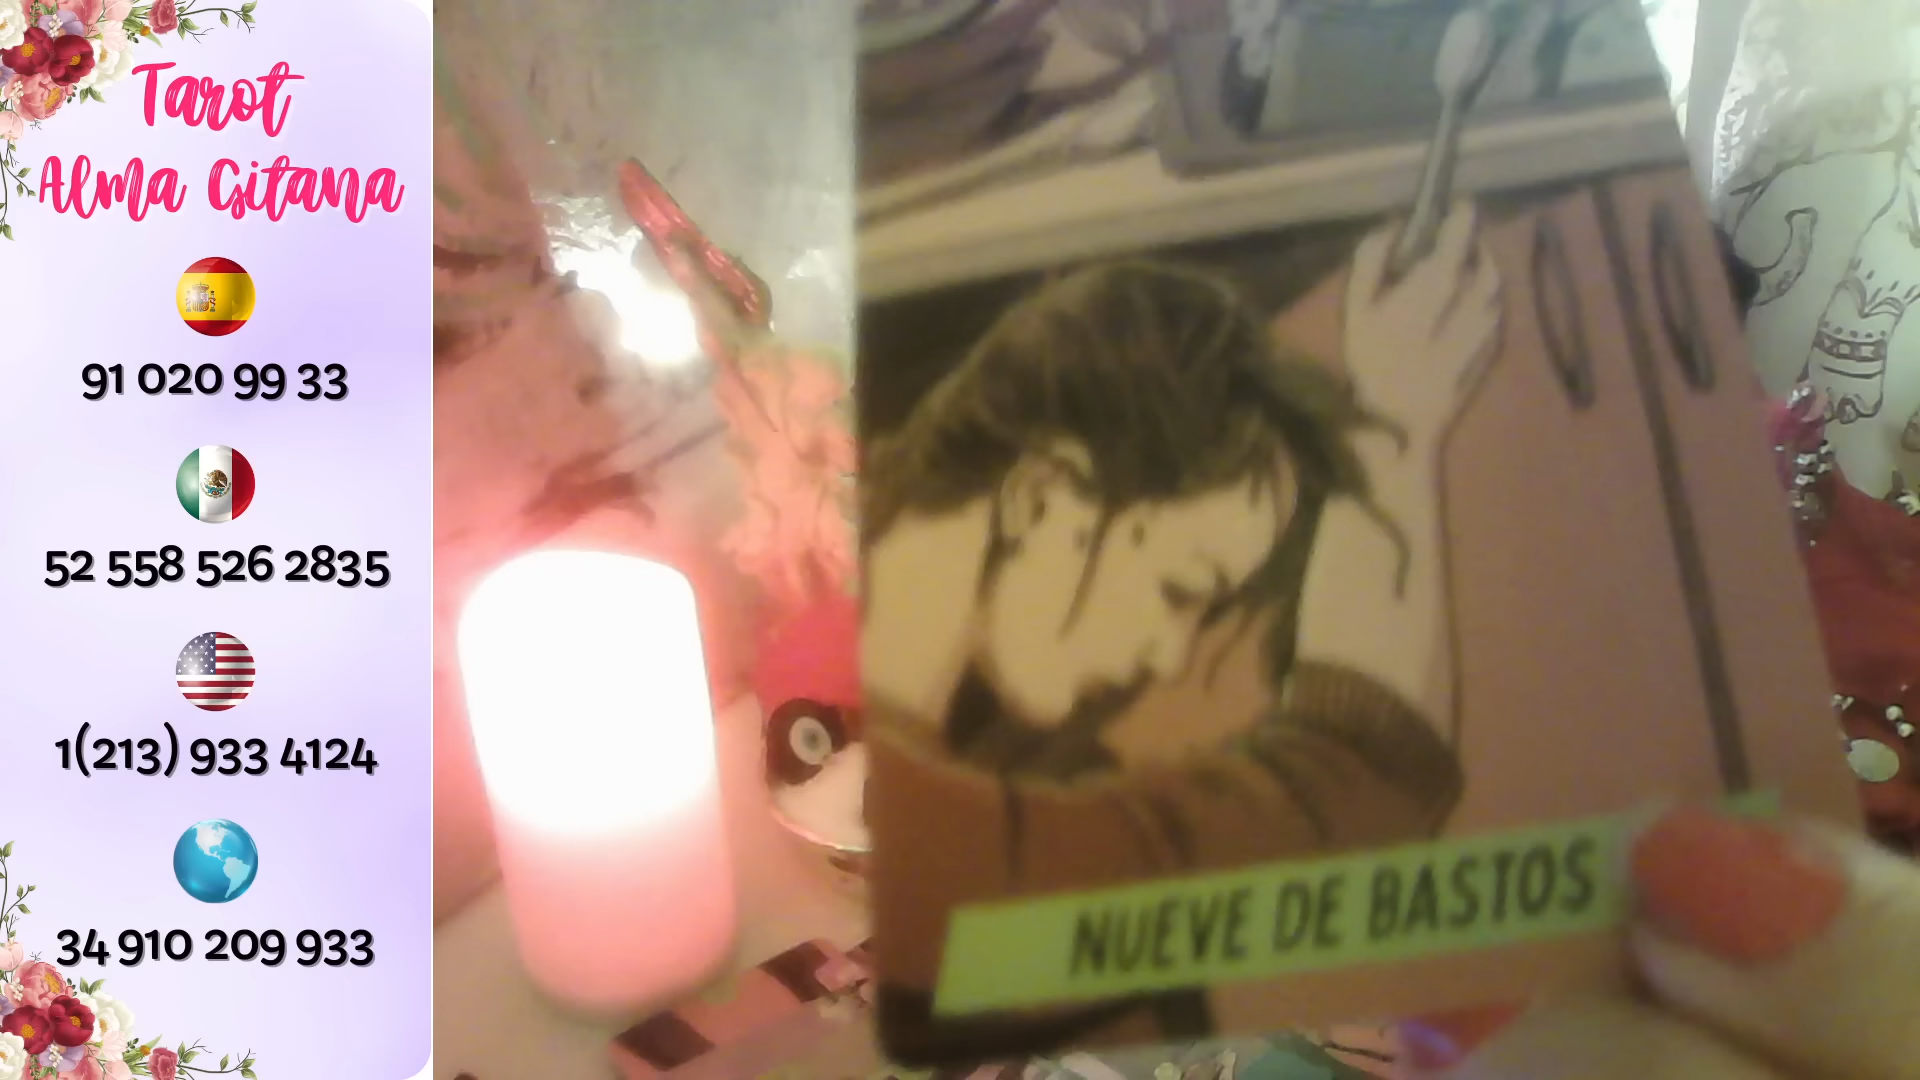 Tarot
Alma Gitana
91 020 99 33
52 558 526 2835
1(213) 933 4124
34 910 209 933
NUEVE DE BASTOS